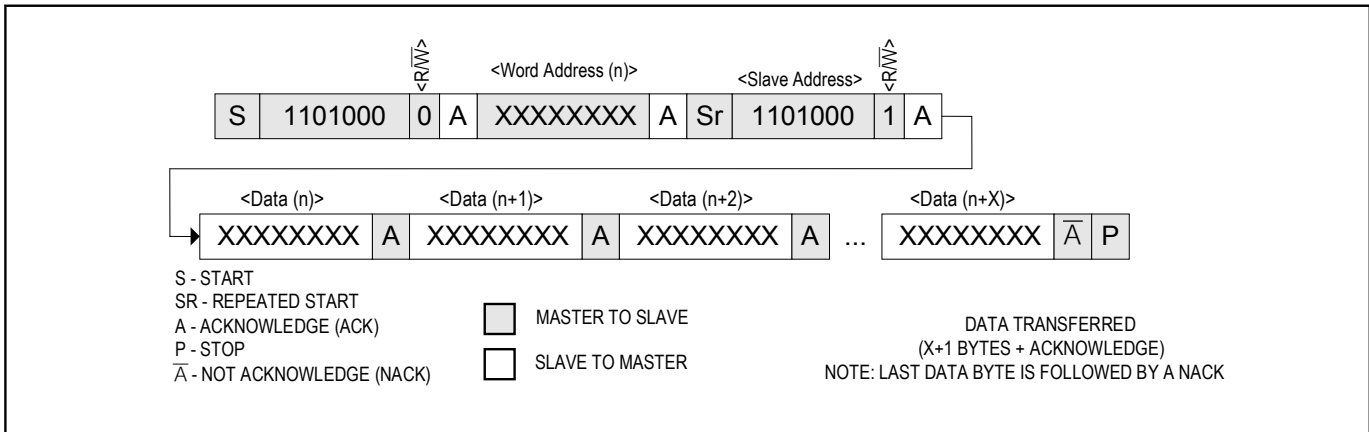 <R/W̅>
<Word Address (n)>
<Slave Address>
<R/W̅>
S 1101000 0 A XXXXXXXX A Sr 1101000 1 A
<Data (n)> <Data (n+1)> <Data (n+2)> <Data (n+X)>
XXXXXXXX A XXXXXXXX A XXXXXXXX A ... XXXXXXXX A̅ P
S - START
SR - REPEATED START
A - ACKNOWLEDGE (ACK)
P - STOP
A̅ - NOT ACKNOWLEDGE (NACK)
MASTER TO SLAVE
SLAVE TO MASTER
DATA TRANSFERRED
(X+1 BYTES + ACKNOWLEDGE)
NOTE: LAST DATA BYTE IS FOLLOWED BY A NACK